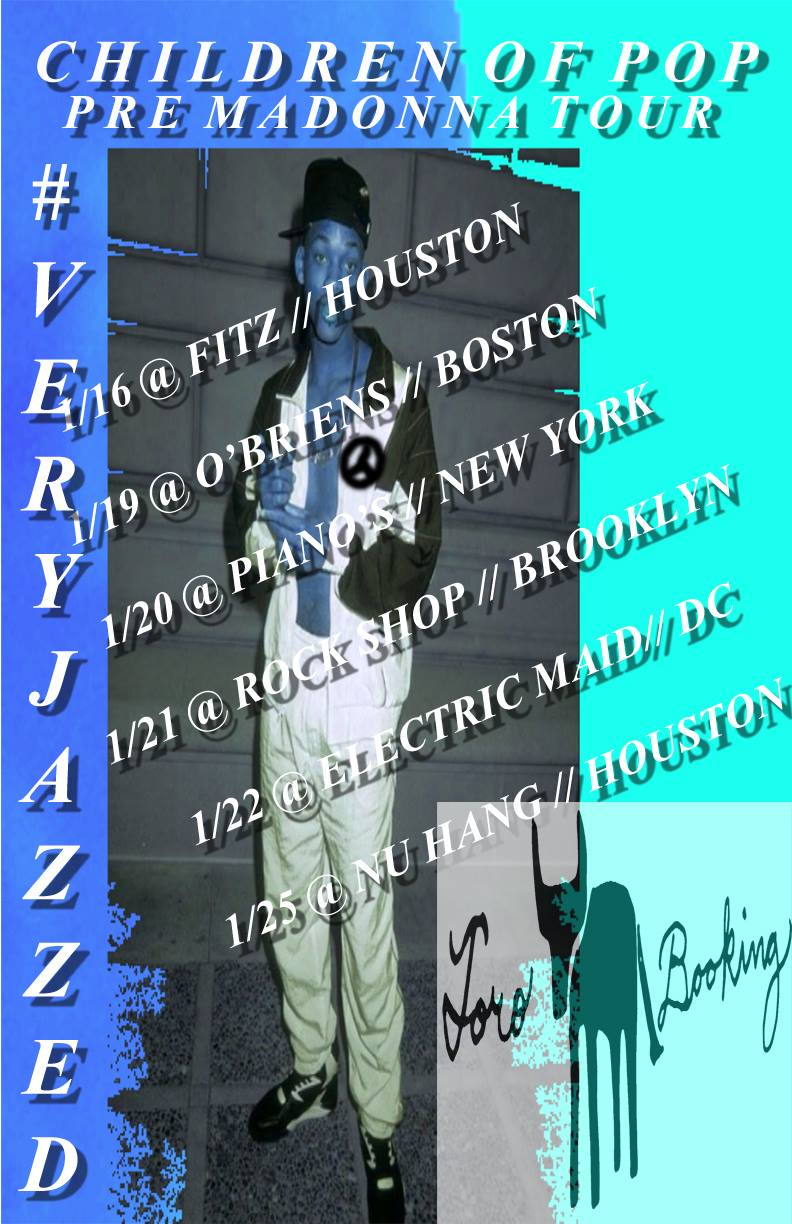 CHILDREN OF POP
PRE MADONNA TOUR
#VERYJAZZED
1/16 @ FITZ // HOUSTON
1/19 @ O'BRIENS // BOSTON
1/20 @ PIANO'S // NEW YORK
1/21 @ ROCK SHOP // BROOKLYN
1/22 @ ELECTRIC MAID// DC
1/25 @ NU HANG // HOUSTON
Toro Booking